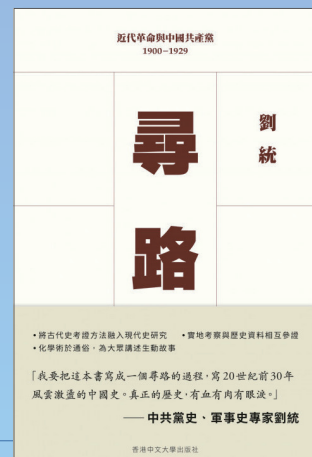 近代革命與中國共產黨
1900–1929
尋路
劉統
•將古代史考證方法融入現代史研究 •實地考察與歷史資料相互參證
•化學術於通俗，為大眾講述生動故事
「我要把這本書寫成一個尋路的過程，寫20世紀前30年
風雲激盪的中國史。真正的歷史，有血有肉有眼淚。」
——中共黨史、軍事史專家劉統
香港中文大學出版社